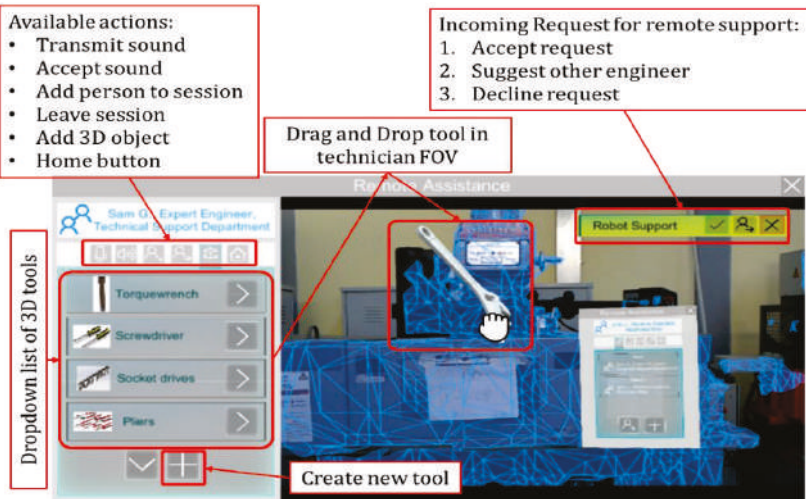 Available actions:
• Transmit sound
• Accept sound
• Add person to session
• Leave session
• Add 3D object
• Home button
Incoming Request for remote support:
1. Accept request
2. Suggest other engineer
3. Decline request
Drag and Drop tool in
technician FOV
Remote Assistance
Sam G., Expert Engineer,
Technical Support Department
Robot Support
Dropdown list of 3D tools
Torquewrench
Screwdriver
Socket drives
Pliers
Create new tool